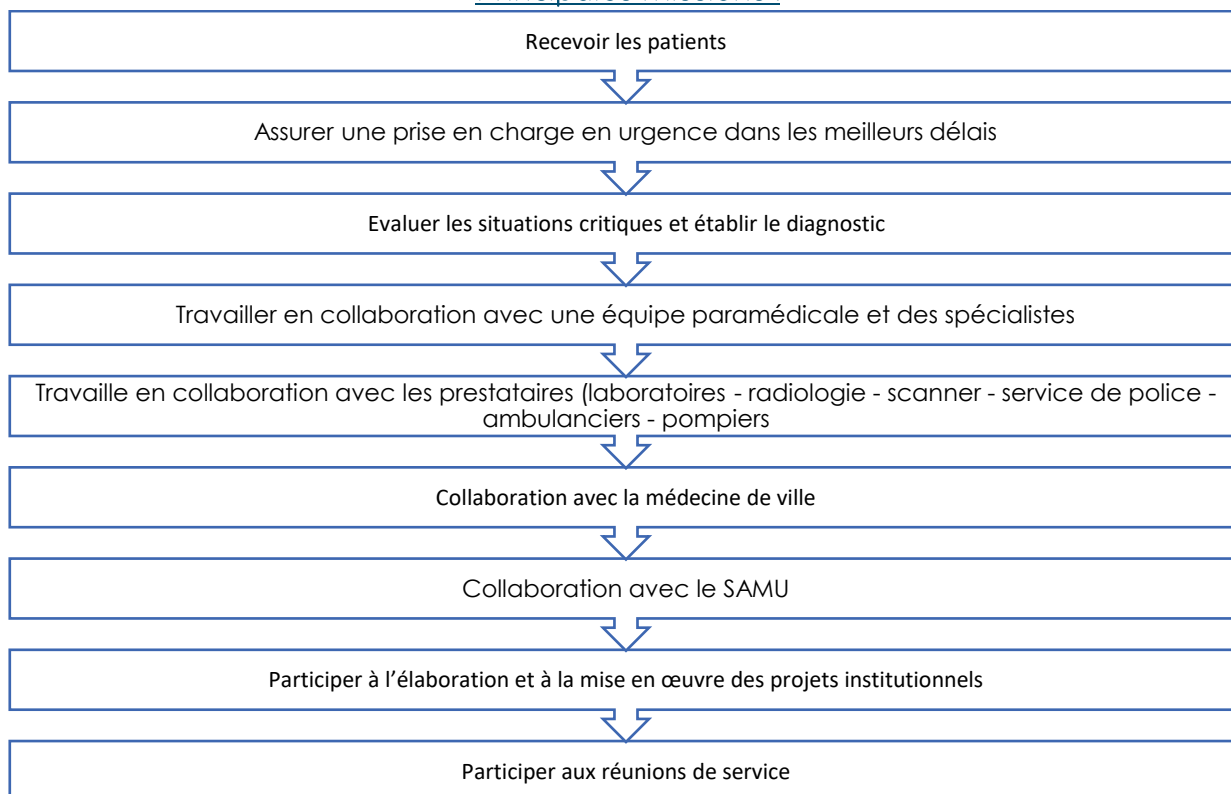 Recevoir les patients
Assurer une prise en charge en urgence dans les meilleurs délais
Evaluer les situations critiques et établir le diagnostic
Travailler en collaboration avec une équipe paramédicale et des spécialistes
Travaille en collaboration avec les prestataires (laboratoires - radiologie - scanner - service de police -
ambulanciers - pompiers
Collaboration avec la médecine de ville
Collaboration avec le SAMU
Participer à l’élaboration et à la mise en œuvre des projets institutionnels
Participer aux réunions de service